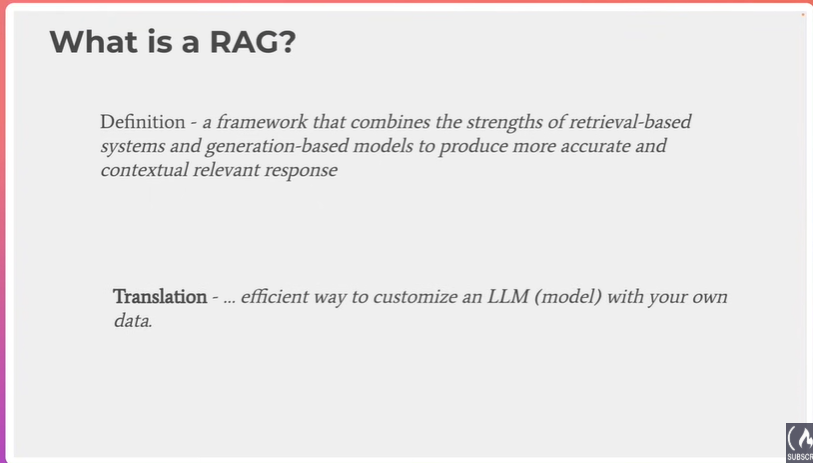 What is a RAG?
Definition - a framework that combines the strengths of retrieval-based
systems and generation-based models to produce more accurate and
contextual relevant response
Translation - ... efficient way to customize an LLM (model) with your own
data.
SUBSCR